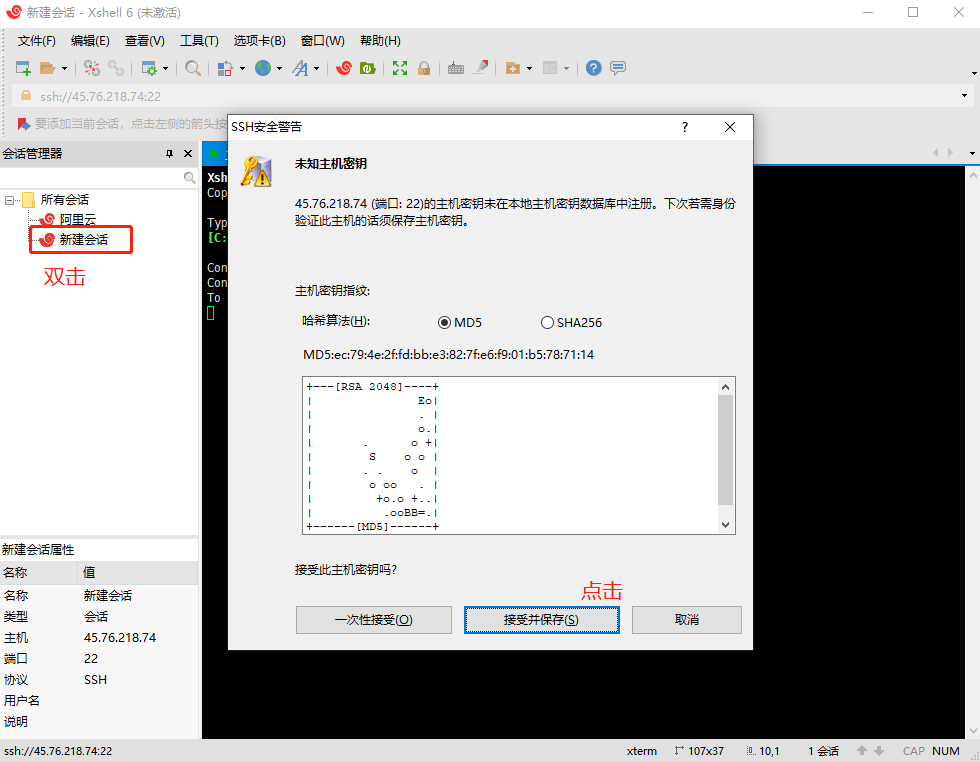 新建会话 - Xshell 6 (未激活)
文件(F) 编辑(E) 查看(V) 工具(T) 选项卡(B) 窗口(W) 帮助(H)
ssh://45.76.218.74:22
要添加当前会话，点击左侧的箭头按
会话管理器
所有会话
阿里云
新建会话
双击
Xsh
Cop
Typ
[C:
Con
Con
To
SSH安全警告
未知主机密钥
45.76.218.74 (端口: 22)的主机密钥未在本地主机密钥数据库中注册。下次若需身份
验证此主机的话须保存主机密钥。
主机密钥指纹:
哈希算法(H): MD5 SHA256
MD5:ec:79:4e:2f:fd:bb:e3:82:7f:e6:f9:01:b5:78:71:14
+---[RSA 2048]----+
|               Eo|
|               . |
|               o.|
|       .      o +|
|        S    o o |
|       . .    o  |
|        o oo   . |
|         +o.o +..|
|          .ooBB=.|
+------[MD5]------+
接受此主机密钥吗?
点击
一次性接受(O) 接受并保存(S) 取消
新建会话属性
名称 值
名称 新建会话
类型 会话
主机 45.76.218.74
端口 22
协议 SSH
用户名
说明
ssh://45.76.218.74:22 xterm 107x37 10,1 1 会话 CAP NUM